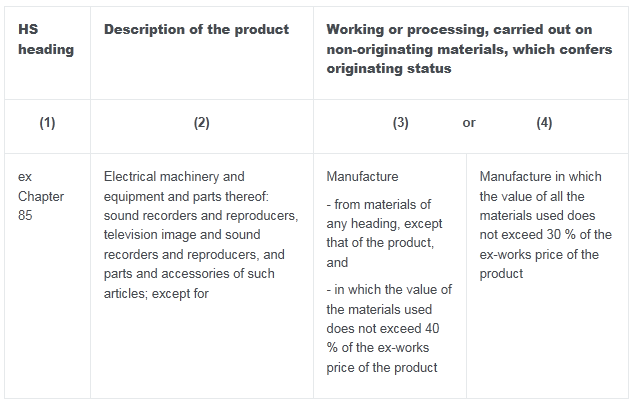 HS
heading
Description of the product
Working or processing, carried out on
non-originating materials, which confers
originating status
(1)
(2)
(3) or (4)
ex
Chapter
85
Electrical machinery and
equipment and parts thereof:
sound recorders and reproducers,
television image and sound
recorders and reproducers, and
parts and accessories of such
articles; except for
Manufacture
- from materials of
any heading, except
that of the product,
and
- in which the value of
the materials used
does not exceed 40
% of the ex-works
price of the product
Manufacture in which
the value of all the
materials used does
not exceed 30 % of the
ex-works price of the
product